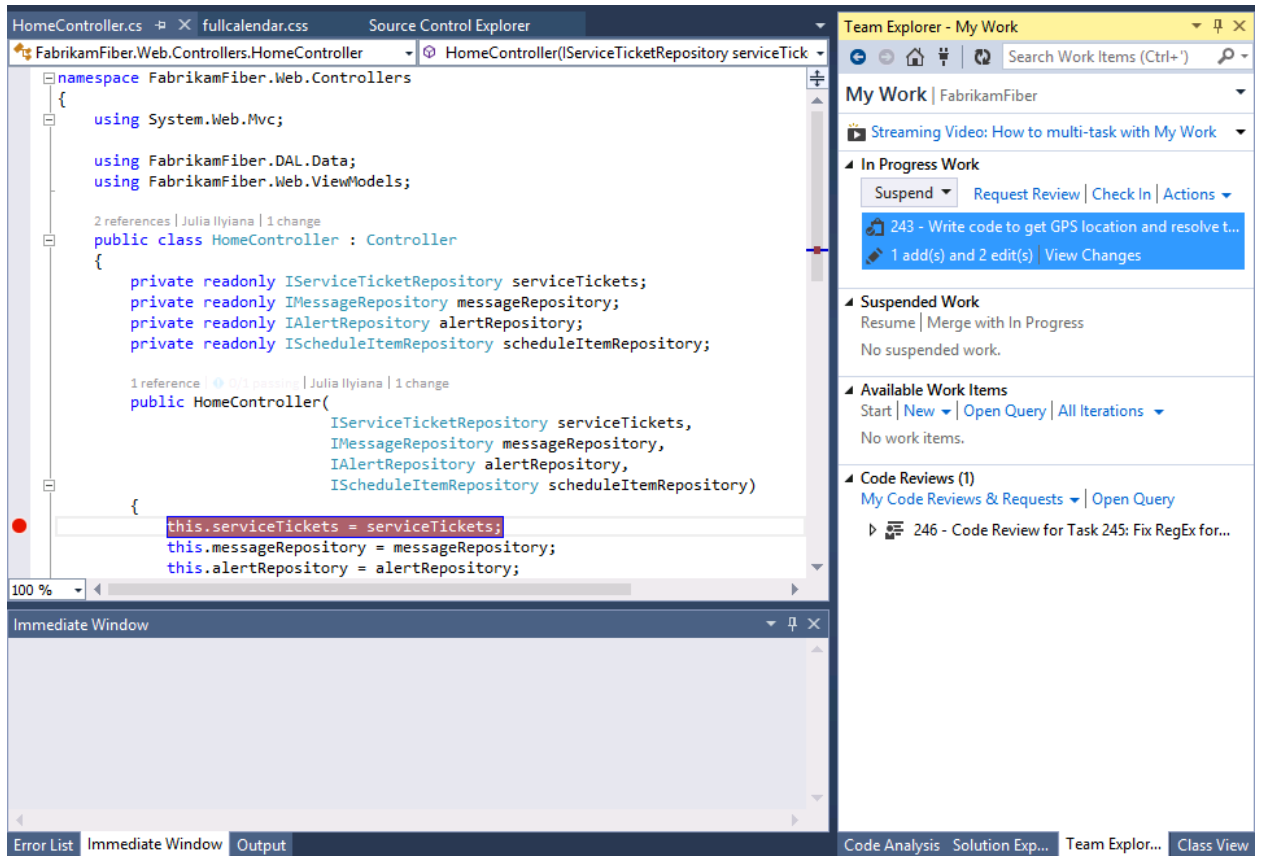 HomeController.cs fullcalendar.css Source Control Explorer
FabrikamFiber.Web.Controllers.HomeController HomeController(IServiceTicketRepository serviceTick
namespace FabrikamFiber.Web.Controllers
{
using System.Web.Mvc;
using FabrikamFiber.DAL.Data;
using FabrikamFiber.Web.ViewModels;
2 references | Julia Ilyiana | 1 change
public class HomeController : Controller
{
private readonly IServiceTicketRepository serviceTickets;
private readonly IMessageRepository messageRepository;
private readonly IAlertRepository alertRepository;
private readonly IScheduleItemRepository scheduleItemRepository;
1 reference | 0/1 passing | Julia Ilyiana | 1 change
public HomeController(
IServiceTicketRepository serviceTickets,
IMessageRepository messageRepository,
IAlertRepository alertRepository,
IScheduleItemRepository scheduleItemRepository)
{
this.serviceTickets = serviceTickets;
this.messageRepository = messageRepository;
this.alertRepository = alertRepository;
100 %
Immediate Window
Error List Immediate Window Output
Team Explorer - My Work
Search Work Items (Ctrl+')
My Work | FabrikamFiber
Streaming Video: How to multi-task with My Work
In Progress Work
Suspend Request Review | Check In | Actions
243 - Write code to get GPS location and resolve t...
1 add(s) and 2 edit(s) | View Changes
Suspended Work
Resume | Merge with In Progress
No suspended work.
Available Work Items
Start | New | Open Query | All Iterations
No work items.
Code Reviews (1)
My Code Reviews & Requests | Open Query
246 - Code Review for Task 245: Fix RegEx for...
Code Analysis Solution Exp... Team Explor... Class View